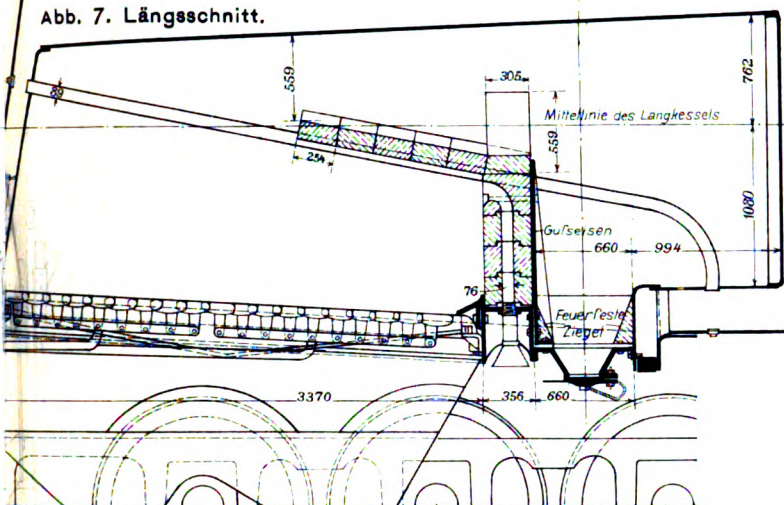 Abb. 7. Längsschnitt.
559
305
762
Mittellinie des Langkessels
559
254
1080
Gußeisen
660
994
76
Feuerfeste
Ziegel
3370
356
660